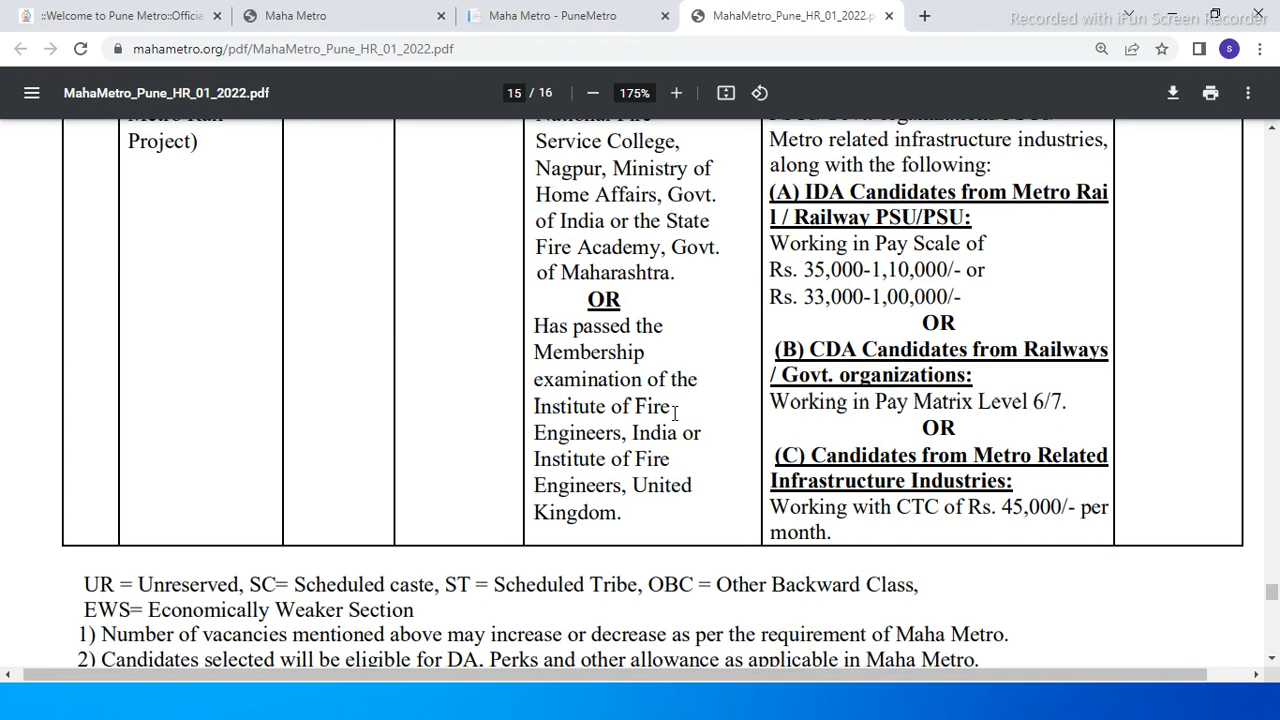 ::Welcome to Pune Metro::Officia
Maha Metro
Maha Metro - PuneMetro
MahaMetro_Pune_HR_01_2022.p
Recorded with iFun Screen Recorder
mahametro.org/pdf/MahaMetro_Pune_HR_01_2022.pdf
S
MahaMetro_Pune_HR_01_2022.pdf
15 / 16
175%
Project)
Service College,
Nagpur, Ministry of
Home Affairs, Govt.
of India or the State
Fire Academy, Govt.
of Maharashtra.
OR
Has passed the
Membership
examination of the
Institute of Fire
Engineers, India or
Institute of Fire
Engineers, United
Kingdom.
Metro related infrastructure industries,
along with the following:
(A) IDA Candidates from Metro Rai
l / Railway PSU/PSU:
Working in Pay Scale of
Rs. 35,000-1,10,000/- or
Rs. 33,000-1,00,000/-
OR
(B) CDA Candidates from Railways
/ Govt. organizations:
Working in Pay Matrix Level 6/7.
OR
(C) Candidates from Metro Related
Infrastructure Industries:
Working with CTC of Rs. 45,000/- per
month.
UR = Unreserved, SC= Scheduled caste, ST = Scheduled Tribe, OBC = Other Backward Class,
EWS= Economically Weaker Section
1) Number of vacancies mentioned above may increase or decrease as per the requirement of Maha Metro.
2) Candidates selected will be eligible for DA, Perks and other allowance as applicable in Maha Metro.